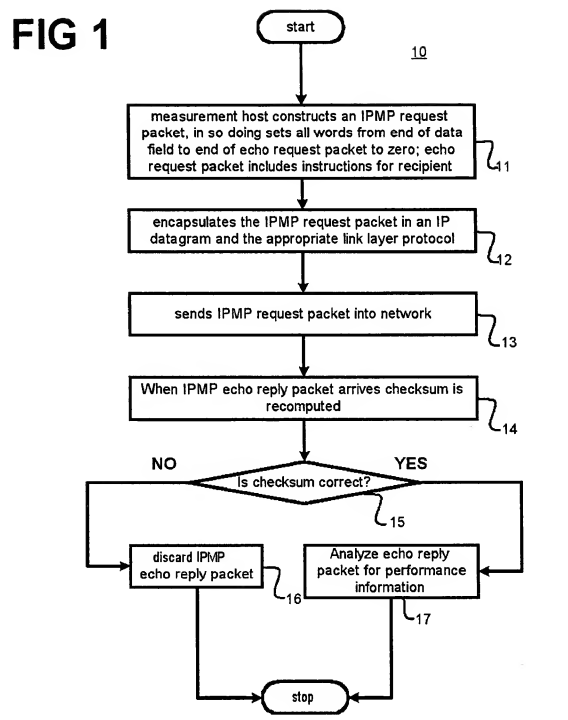 FIG 1
start
10
measurement host constructs an IPMP request
packet, in so doing sets all words from end of data
field to end of echo request packet to zero; echo
request packet includes instructions for recipient
11
encapsulates the IPMP request packet in an IP
datagram and the appropriate link layer protocol
12
sends IPMP request packet into network
13
When IPMP echo reply packet arrives checksum is
recomputed
14
NO
YES
Is checksum correct?
15
discard IPMP
echo reply packet
16
Analyze echo reply
packet for performance
information
17
stop